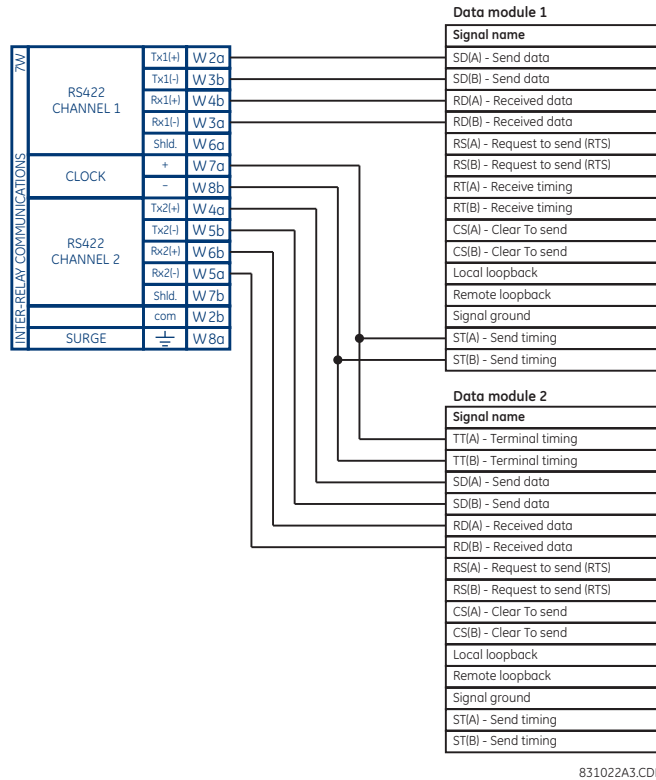 Data module 1
Signal name
SD(A) - Send data
SD(B) - Send data
RD(A) - Received data
RD(B) - Received data
RS(A) - Request to send (RTS)
RS(B) - Request to send (RTS)
RT(A) - Receive timing
RT(B) - Receive timing
CS(A) - Clear To send
CS(B) - Clear To send
Local loopback
Remote loopback
Signal ground
ST(A) - Send timing
ST(B) - Send timing
7W
INTER-RELAY COMMUNICATIONS
RS422
CHANNEL 1
Tx1(+) W2a
Tx1(-) W3b
Rx1(+) W4b
Rx1(-) W3a
Shld. W6a
CLOCK
+ W7a
- W8b
RS422
CHANNEL 2
Tx2(+) W4a
Tx2(-) W5b
Rx2(+) W6b
Rx2(-) W5a
Shld. W7b
com W2b
SURGE W8a
Data module 2
Signal name
TT(A) - Terminal timing
TT(B) - Terminal timing
SD(A) - Send data
SD(B) - Send data
RD(A) - Received data
RD(B) - Received data
RS(A) - Request to send (RTS)
RS(B) - Request to send (RTS)
CS(A) - Clear To send
CS(B) - Clear To send
Local loopback
Remote loopback
Signal ground
ST(A) - Send timing
ST(B) - Send timing